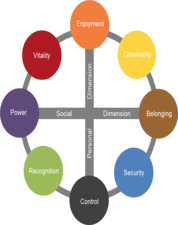 Enjoyment
Vitality
Conviviality
Dimension
Power
Social
Dimension
Belonging
Personal
Recognition
Security
Control